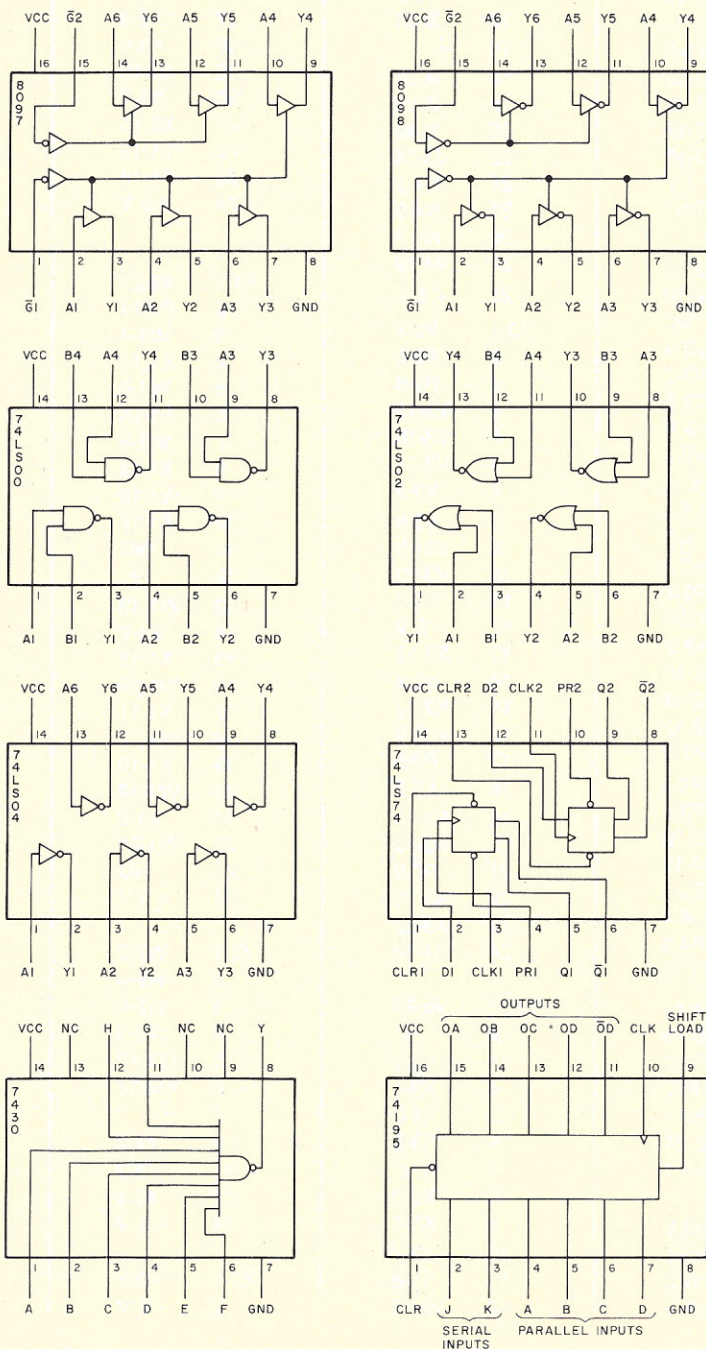 VCC G̅2 A6 Y6 A5 Y5 A4 Y4
16 15 14 13 12 11 10 9
8097
1 2 3 4 5 6 7 8
G̅1 A1 Y1 A2 Y2 A3 Y3 GND
VCC G̅2 A6 Y6 A5 Y5 A4 Y4
16 15 14 13 12 11 10 9
8098
1 2 3 4 5 6 7 8
G̅1 A1 Y1 A2 Y2 A3 Y3 GND
VCC B4 A4 Y4 B3 A3 Y3
14 13 12 11 10 9 8
74LS00
1 2 3 4 5 6 7
A1 B1 Y1 A2 B2 Y2 GND
VCC Y4 B4 A4 Y3 B3 A3
14 13 12 11 10 9 8
74LS02
1 2 3 4 5 6 7
Y1 A1 B1 Y2 A2 B2 GND
VCC A6 Y6 A5 Y5 A4 Y4
14 13 12 11 10 9 8
74LS04
1 2 3 4 5 6 7
A1 Y1 A2 Y2 A3 Y3 GND
VCC CLR2 D2 CLK2 PR2 Q2 Q̅2
14 13 12 11 10 9 8
74LS74
1 2 3 4 5 6 7
CLR1 D1 CLK1 PR1 Q1 Q̅1 GND
VCC NC H G NC NC Y
14 13 12 11 10 9 8
7430
1 2 3 4 5 6 7
A B C D E F GND
OUTPUTS
VCC OA OB OC OD O̅D CLK SHIFT
LOAD
16 15 14 13 12 11 10 9
74195
1 2 3 4 5 6 7 8
CLR J K A B C D GND
SERIAL INPUTS
PARALLEL INPUTS